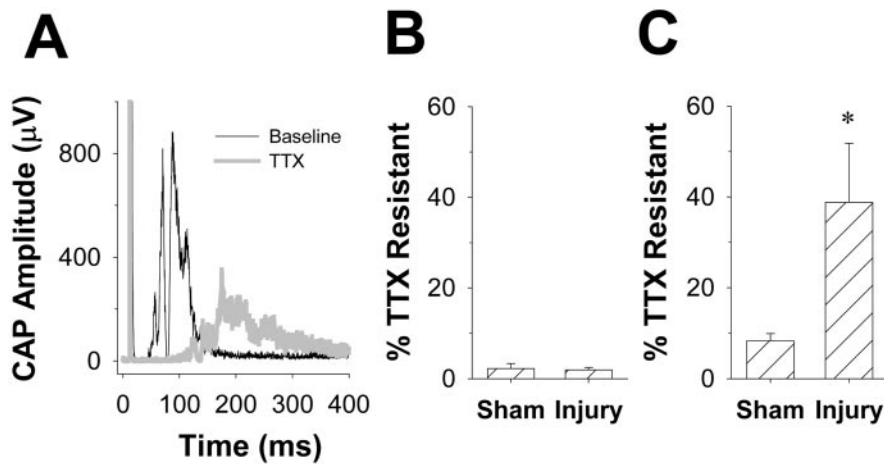 A
CAP Amplitude (μV)
800
400
0
Baseline
TTX
0 100 200 300 400
Time (ms)
B
% TTX Resistant
60
40
20
0
Sham Injury
C
% TTX Resistant
60
40
20
0
*
Sham Injury